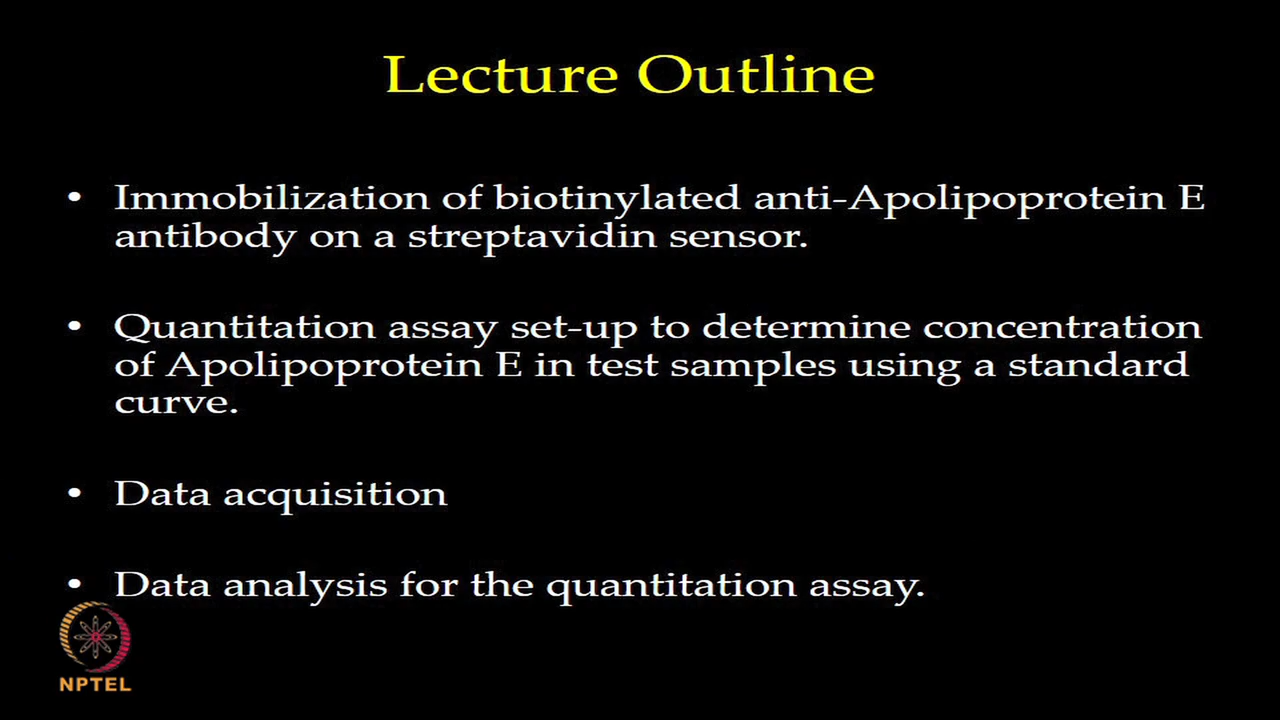 Lecture Outline
• Immobilization of biotinylated anti-Apolipoprotein E
antibody on a streptavidin sensor.
• Quantitation assay set-up to determine concentration
of Apolipoprotein E in test samples using a standard
curve.
• Data acquisition
• Data analysis for the quantitation assay.
NPTEL